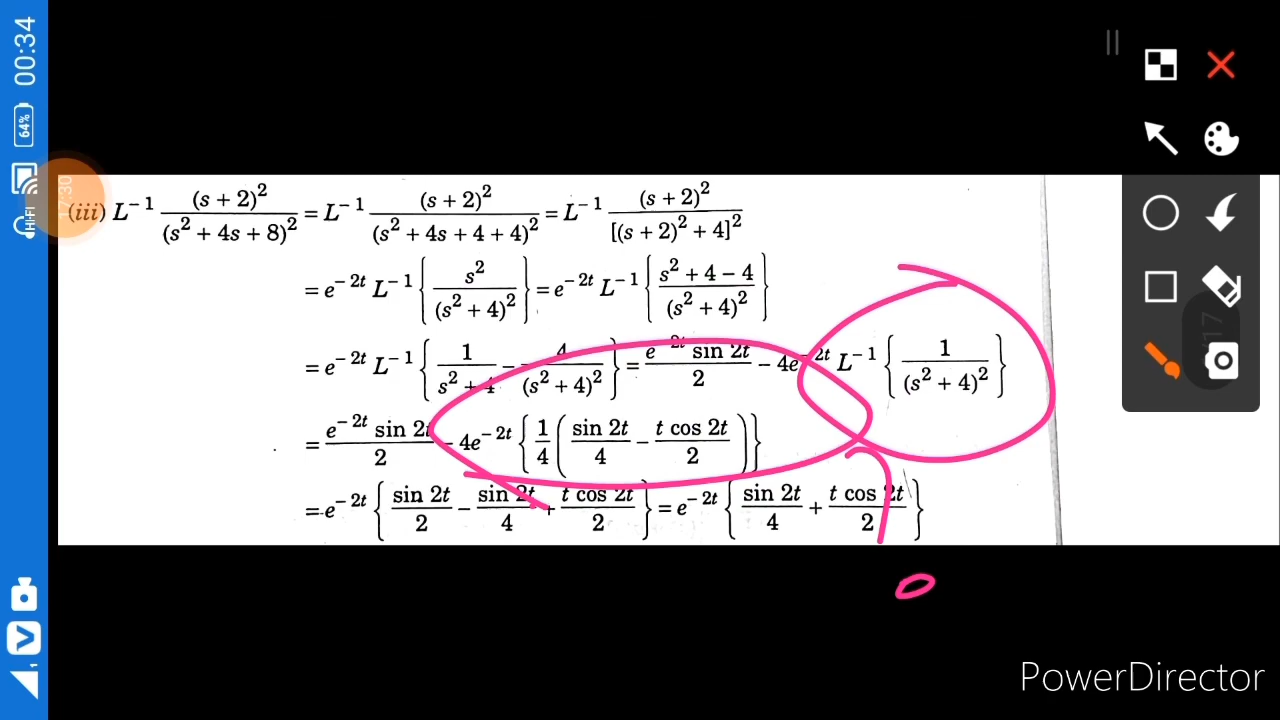 00:34
64%
HI-FI
17:30
(iii) L⁻¹ (s + 2)² / (s² + 4s + 8)² = L⁻¹ (s + 2)² / (s² + 4s + 4 + 4)² = L⁻¹ (s + 2)² / [(s + 2)² + 4]²
= e⁻ ²ᵗ L⁻¹ { s² / (s² + 4)² } = e⁻ ²ᵗ L⁻¹ { (s² + 4 – 4) / (s² + 4)² }
= e⁻ ²ᵗ L⁻¹ { 1 / (s² + 4) – 4 / (s² + 4)² } = e⁻ ²ᵗ sin 2t / 2 – 4e⁻ ²ᵗ L⁻¹ { 1 / (s² + 4)² }
= e⁻ ²ᵗ sin 2t / 2 – 4e⁻ ²ᵗ { 1/4 ( sin 2t / 4 – t cos 2t / 2 ) }
= e⁻ ²ᵗ { sin 2t / 2 – sin 2t / 4 + t cos 2t / 2 } = e⁻ ²ᵗ { sin 2t / 4 + t cos 2t / 2 }
PowerDirector